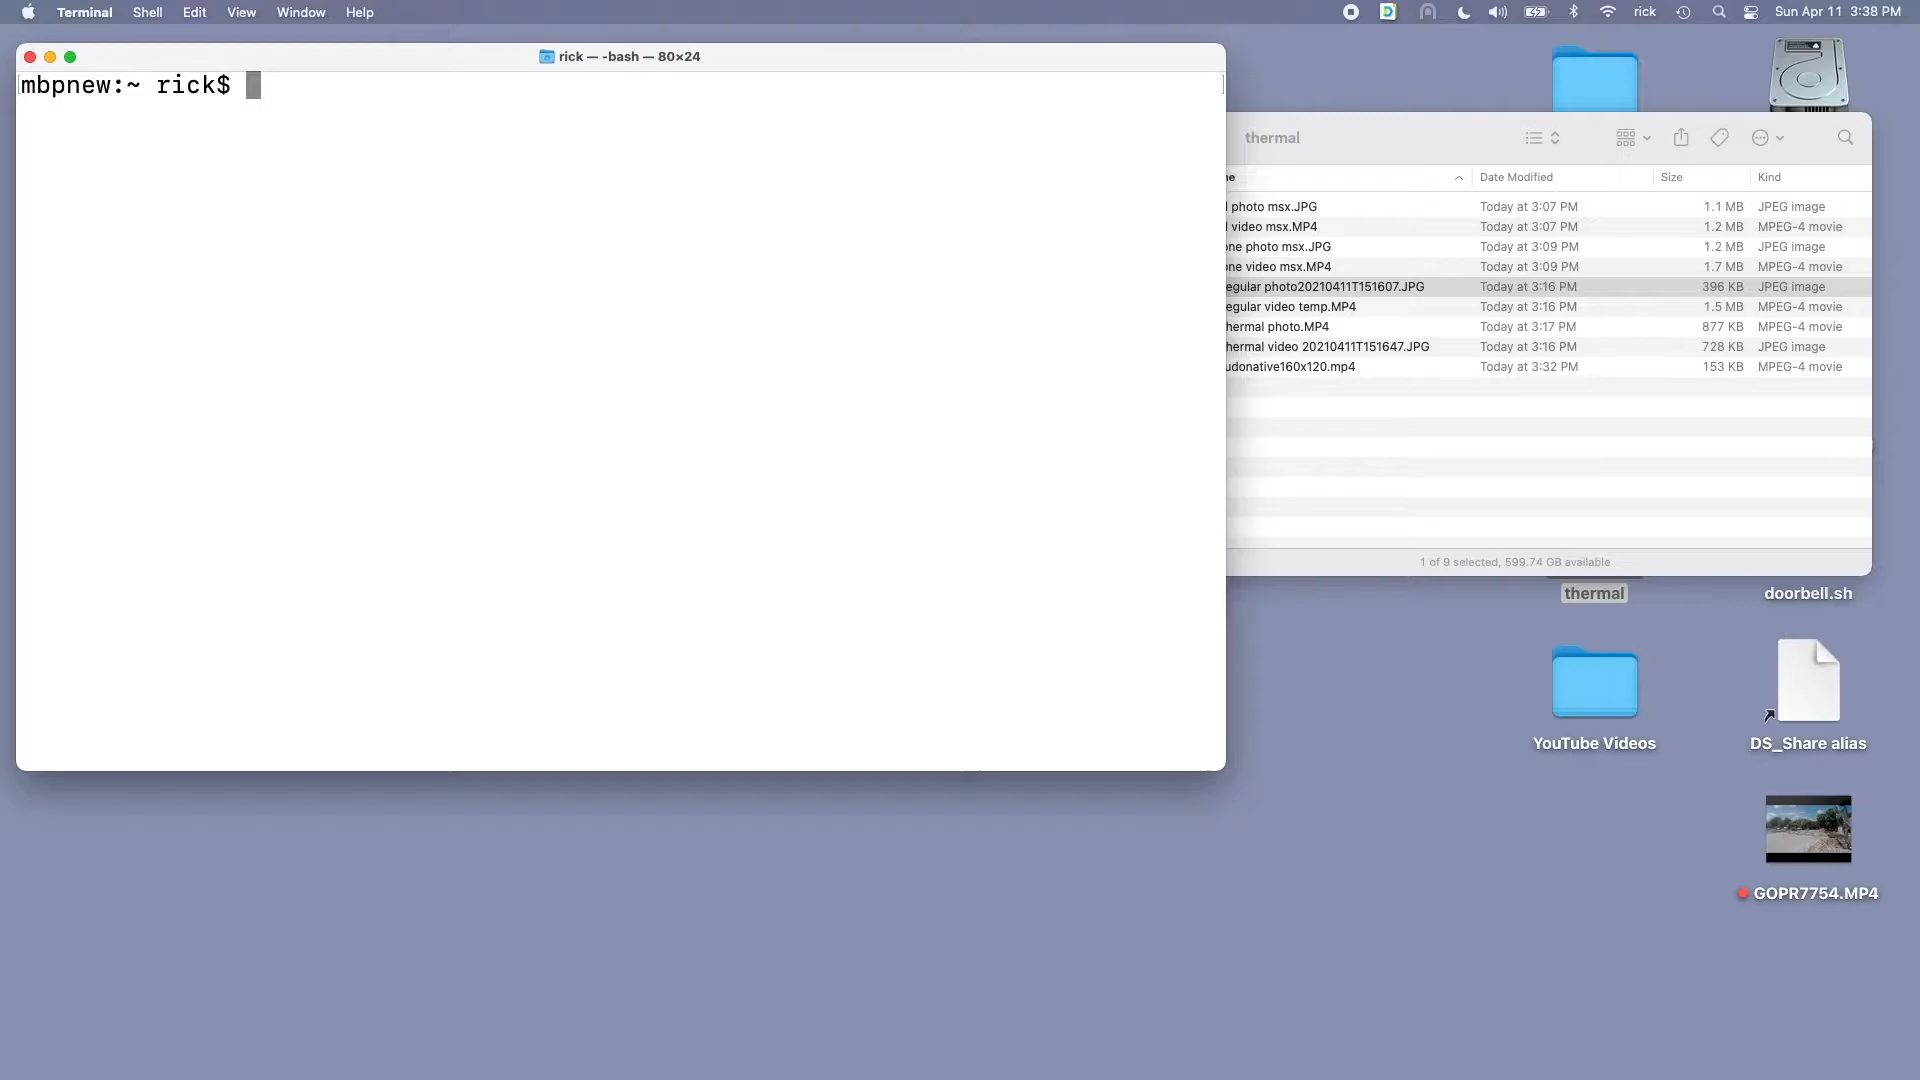 Terminal Shell Edit View Window Help rick Sun Apr 11 3:38 PM
rick — -bash — 80×24
mbpnew:~ rick$
thermal
Date Modified Size Kind
photo msx.JPG Today at 3:07 PM 1.1 MB JPEG image
video msx.MP4 Today at 3:07 PM 1.2 MB MPEG-4 movie
one photo msx.JPG Today at 3:09 PM 1.2 MB JPEG image
one video msx.MP4 Today at 3:09 PM 1.7 MB MPEG-4 movie
egular photo20210411T151607.JPG Today at 3:16 PM 396 KB JPEG image
egular video temp.MP4 Today at 3:16 PM 1.5 MB MPEG-4 movie
hermal photo.MP4 Today at 3:17 PM 877 KB MPEG-4 movie
hermal video 20210411T151647.JPG Today at 3:16 PM 728 KB JPEG image
udonative160x120.mp4 Today at 3:32 PM 153 KB MPEG-4 movie
1 of 9 selected, 599.74 GB available
thermal
doorbell.sh
YouTube Videos
DS_Share alias
GOPR7754.MP4